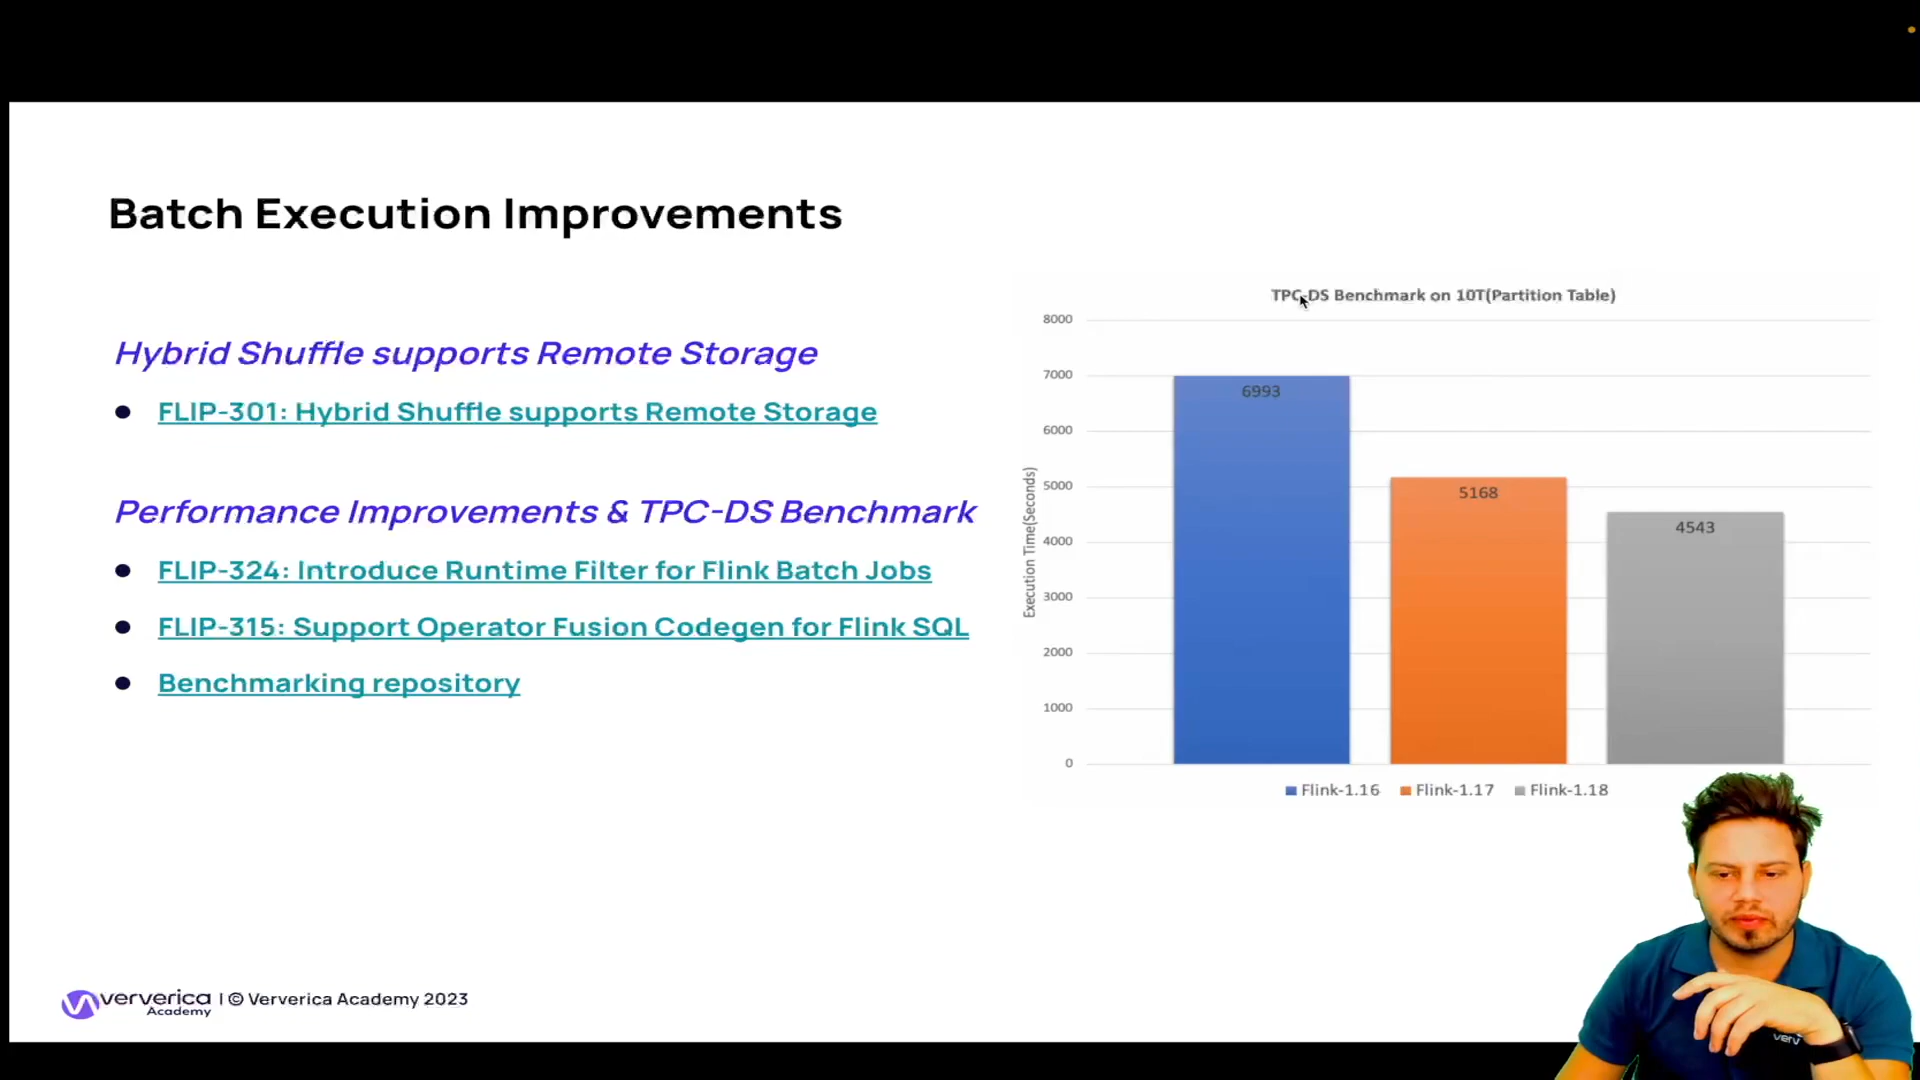 Batch Execution Improvements
Hybrid Shuffle supports Remote Storage
FLIP-301: Hybrid Shuffle supports Remote Storage
Performance Improvements & TPC-DS Benchmark
FLIP-324: Introduce Runtime Filter for Flink Batch Jobs
FLIP-315: Support Operator Fusion Codegen for Flink SQL
Benchmarking repository
TPC-DS Benchmark on 10T(Partition Table)
Execution Time(Seconds)
8000
7000
6000
5000
4000
3000
2000
1000
0
6993
5168
4543
Flink-1.16 Flink-1.17 Flink-1.18
ververica Academy | © Ververica Academy 2023
verv